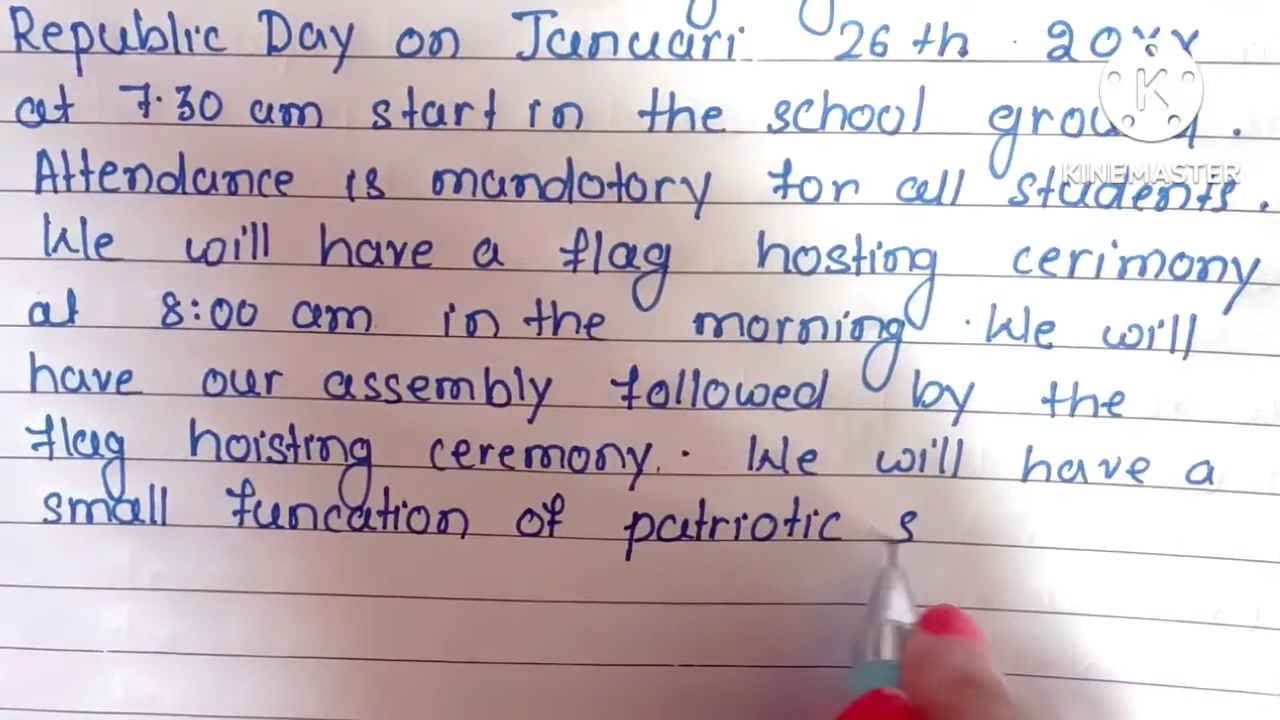 Republic Day on Januari 26th. 20XX
at 7.30 am start in the school ground.
Attendance is mandotory for all students.
We will have a flag hosting cerimony
at 8:00 am in the morning. We will
have our assembly followed by the
flag hoisting ceremony. We will have a
small funcation of patriotic s
KINEMASTER